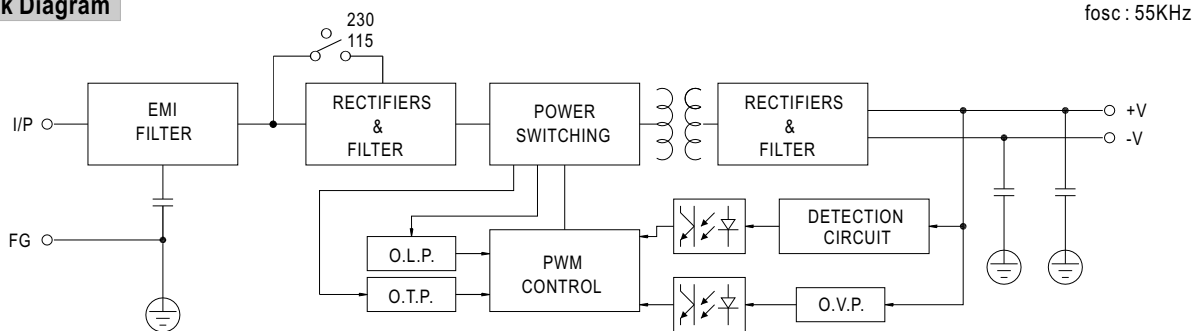 k Diagram
fosc : 55KHz
230
115
I/P
EMI
FILTER
RECTIFIERS
&
FILTER
POWER
SWITCHING
RECTIFIERS
&
FILTER
+V
-V
FG
O.L.P.
O.T.P.
PWM
CONTROL
DETECTION
CIRCUIT
O.V.P.